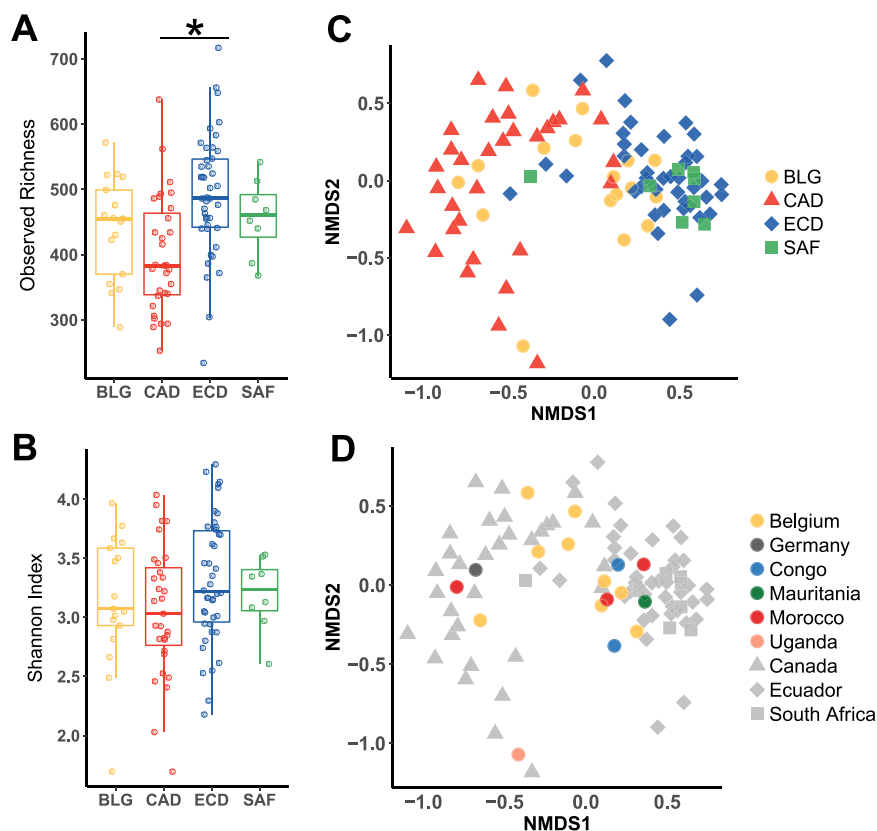 A
*
Observed Richness
700
600
500
400
300
BLG CAD ECD SAF
C
NMDS2
0.5
0.0
−0.5
−1.0
−1.0 −0.5 0.0 0.5
NMDS1
BLG
CAD
ECD
SAF
B
Shannon Index
4.0
3.5
3.0
2.5
2.0
BLG CAD ECD SAF
D
NMDS2
0.5
0.0
−0.5
−1.0
−1.0 −0.5 0.0 0.5
NMDS1
Belgium
Germany
Congo
Mauritania
Morocco
Uganda
Canada
Ecuador
South Africa